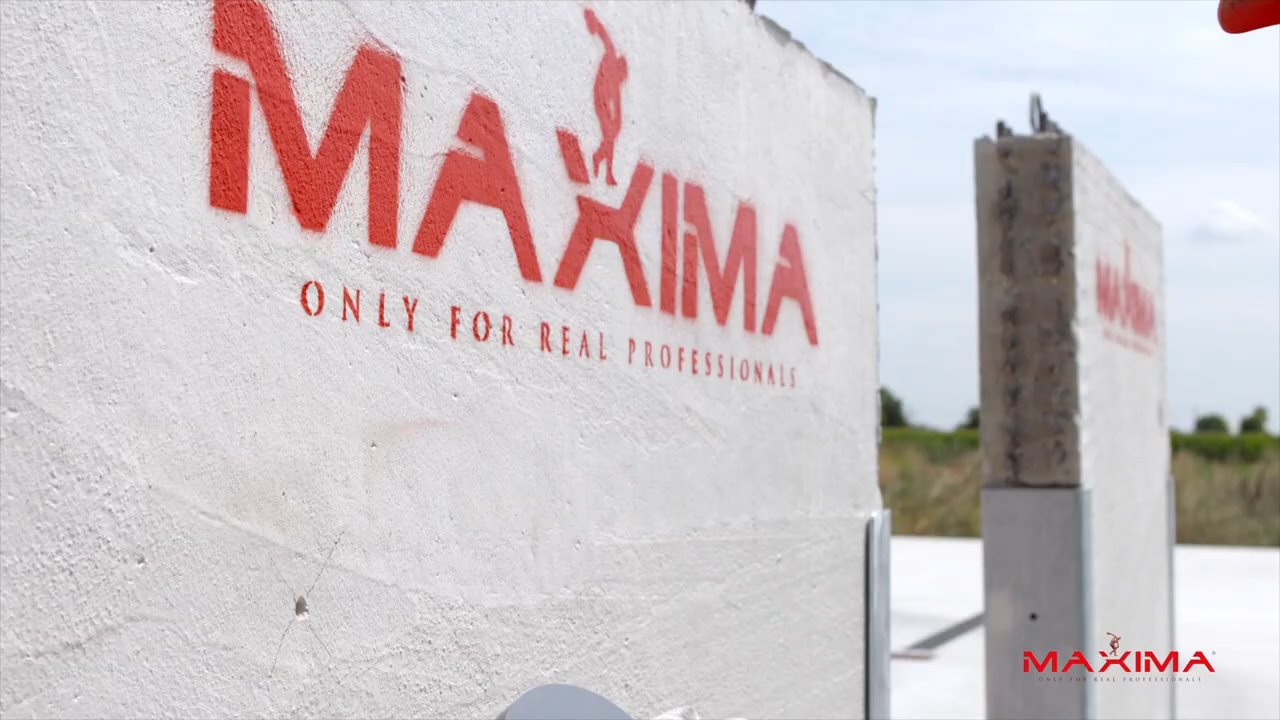 MAXIMA
ONLY FOR REAL PROFESSIONALS
MAXIMA
MAXIMA®
ONLY FOR REAL PROFESSIONALS